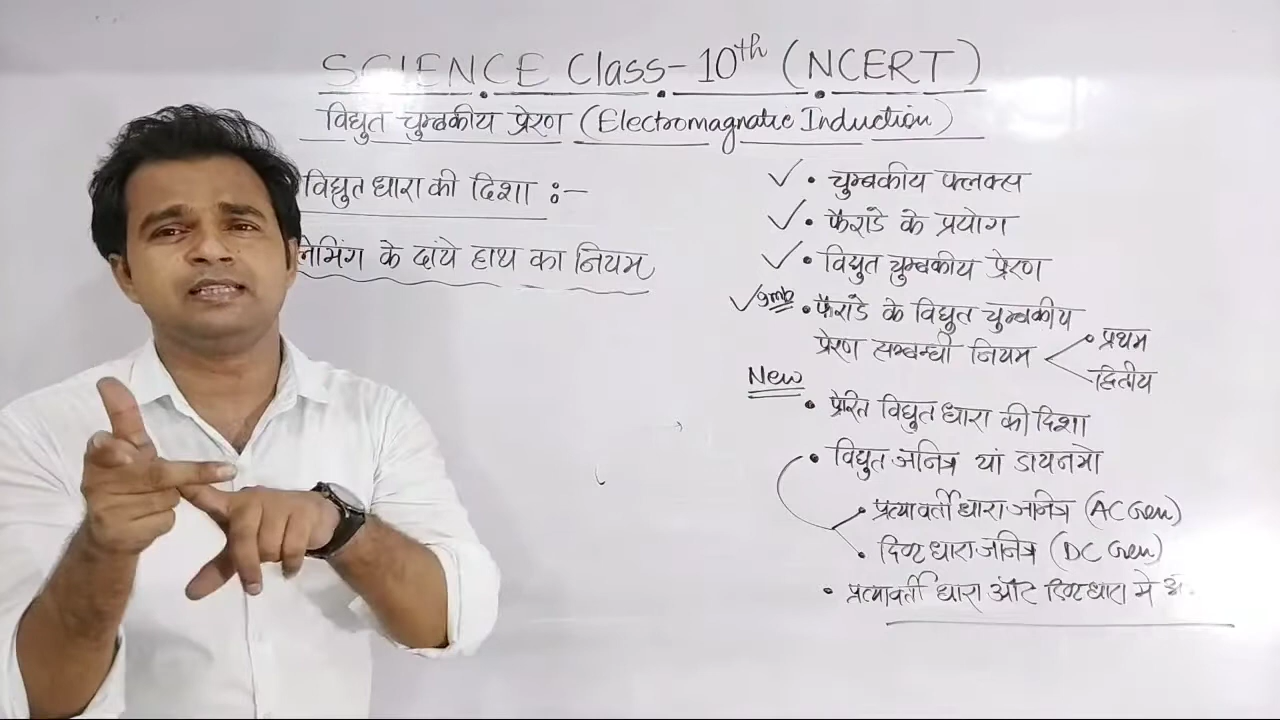 SCIENCE Class-10th (NCERT)
विद्युत चुम्बकीय प्रेरण (Electromagnetic Induction)
विद्युत धारा की दिशा :-
लेमिंग के दांये हाथ का नियम
✓ • चुम्बकीय फ्लक्स
✓ • फैराडे के प्रयोग
✓ • विद्युत चुम्बकीय प्रेरण
✓ Imp • फैराडे के विद्युत चुम्बकीय
प्रेरण सम्बन्धी नियम
• प्रथम
द्वितीय
New
• प्रेरित विद्युत धारा की दिशा
• विद्युत जनित्र यां डायनमो
• प्रत्यावर्ती धारा जनित्र (AC Gen)
• दिष्ट धारा जनित्र (DC Gen)
• प्रत्यावर्ती धारा और दिष्ट धारा मे अं.